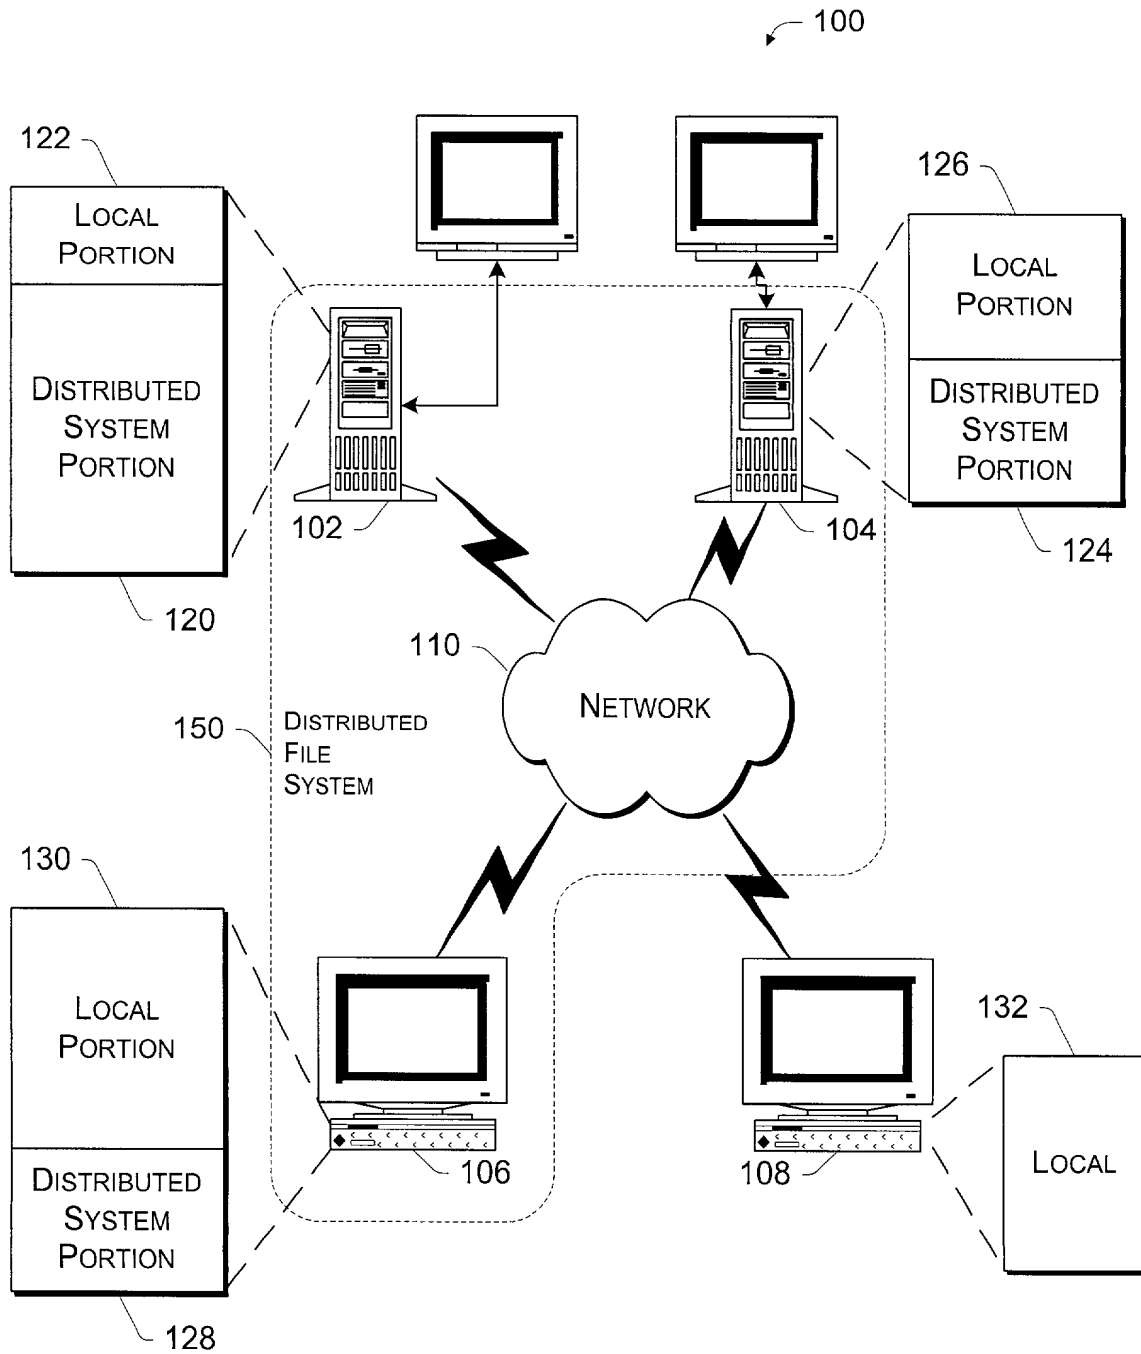 100
122
LOCAL
PORTION
DISTRIBUTED
SYSTEM
PORTION
120
126
LOCAL
PORTION
DISTRIBUTED
SYSTEM
PORTION
124
102
104
110
NETWORK
150
DISTRIBUTED
FILE
SYSTEM
130
LOCAL
PORTION
DISTRIBUTED
SYSTEM
PORTION
128
106
108
132
LOCAL